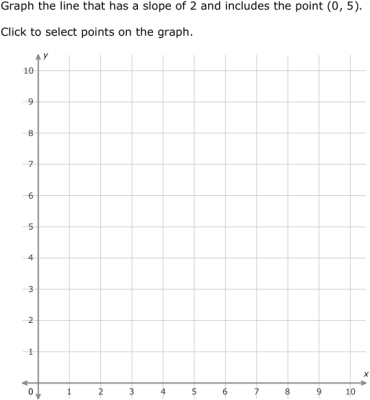 Graph the line that has a slope of 2 and includes the point (0, 5).
Click to select points on the graph.
y
10
9
8
7
6
5
4
3
2
1
x
0 1 2 3 4 5 6 7 8 9 10